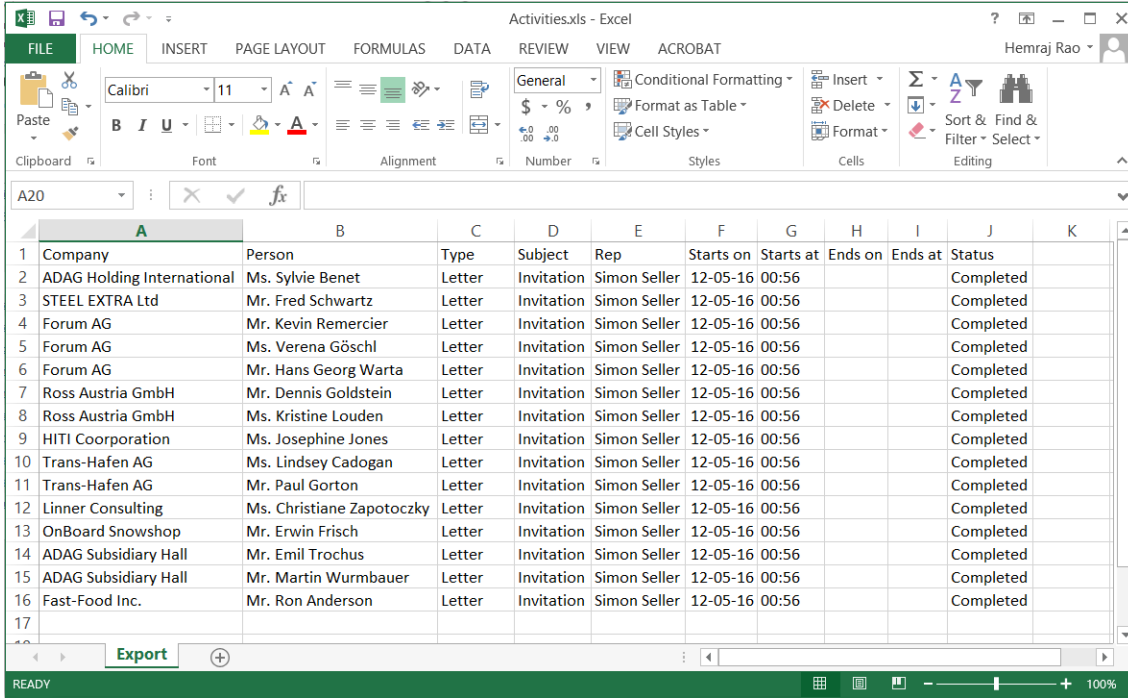 Activities.xls - Excel
FILE HOME INSERT PAGE LAYOUT FORMULAS DATA REVIEW VIEW ACROBAT Hemraj Rao
Calibri 11 General Conditional Formatting Insert
Paste $ % , Format as Table Delete Sort & Find &
B I U A Cell Styles Format Filter Select
Clipboard Font Alignment Number Styles Cells Editing
A20 fx
A B C D E F G H I J K
1 Company Person Type Subject Rep Starts on Starts at Ends on Ends at Status
2 ADAG Holding International Ms. Sylvie Benet Letter Invitation Simon Seller 12-05-16 00:56 Completed
3 STEEL EXTRA Ltd Mr. Fred Schwartz Letter Invitation Simon Seller 12-05-16 00:56 Completed
4 Forum AG Mr. Kevin Remercier Letter Invitation Simon Seller 12-05-16 00:56 Completed
5 Forum AG Ms. Verena Göschl Letter Invitation Simon Seller 12-05-16 00:56 Completed
6 Forum AG Mr. Hans Georg Warta Letter Invitation Simon Seller 12-05-16 00:56 Completed
7 Ross Austria GmbH Mr. Dennis Goldstein Letter Invitation Simon Seller 12-05-16 00:56 Completed
8 Ross Austria GmbH Ms. Kristine Louden Letter Invitation Simon Seller 12-05-16 00:56 Completed
9 HITI Coorporation Ms. Josephine Jones Letter Invitation Simon Seller 12-05-16 00:56 Completed
10 Trans-Hafen AG Ms. Lindsey Cadogan Letter Invitation Simon Seller 12-05-16 00:56 Completed
11 Trans-Hafen AG Mr. Paul Gorton Letter Invitation Simon Seller 12-05-16 00:56 Completed
12 Linner Consulting Ms. Christiane Zapotoczky Letter Invitation Simon Seller 12-05-16 00:56 Completed
13 OnBoard Snowshop Mr. Erwin Frisch Letter Invitation Simon Seller 12-05-16 00:56 Completed
14 ADAG Subsidiary Hall Mr. Emil Trochus Letter Invitation Simon Seller 12-05-16 00:56 Completed
15 ADAG Subsidiary Hall Mr. Martin Wurmbauer Letter Invitation Simon Seller 12-05-16 00:56 Completed
16 Fast-Food Inc. Mr. Ron Anderson Letter Invitation Simon Seller 12-05-16 00:56 Completed
17
Export
READY 100%